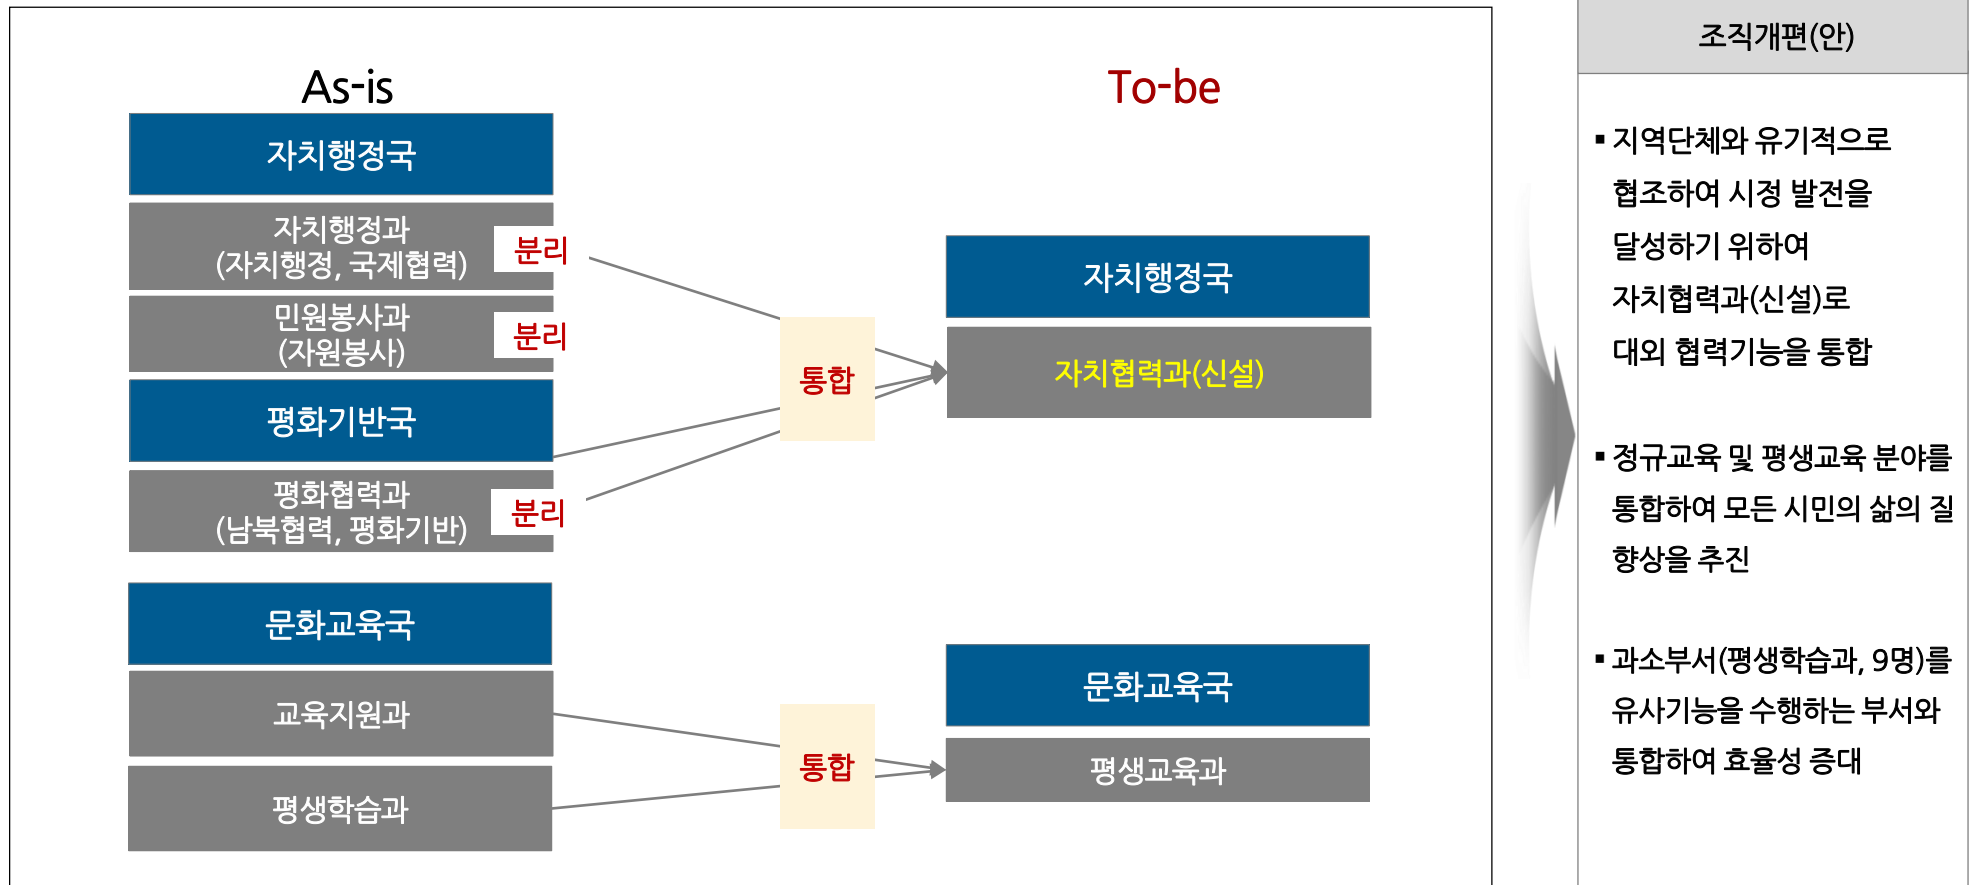 As-is
자치행정국
자치행정과
(자치행정, 국제협력)
분리
민원봉사과
(자원봉사)
분리
평화기반국
평화협력과
(남북협력, 평화기반)
분리
문화교육국
교육지원과
평생학습과
통합
통합
To-be
자치행정국
자치협력과(신설)
문화교육국
평생교육과
조직개편(안)
▪ 지역단체와 유기적으로
협조하여 시정 발전을
달성하기 위하여
자치협력과(신설)로
대외 협력기능을 통합
▪ 정규교육 및 평생교육 분야를
통합하여 모든 시민의 삶의 질
향상을 추진
▪ 과소부서(평생학습과, 9명)를
유사기능을 수행하는 부서와
통합하여 효율성 증대